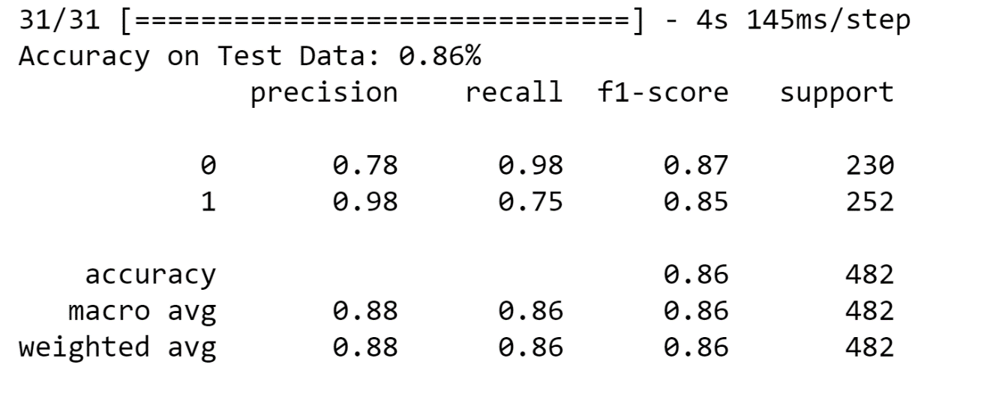 31/31 [==============================] - 4s 145ms/step
Accuracy on Test Data: 0.86%
precision recall f1-score support
0 0.78 0.98 0.87 230
1 0.98 0.75 0.85 252
accuracy 0.86 482
macro avg 0.88 0.86 0.86 482
weighted avg 0.88 0.86 0.86 482